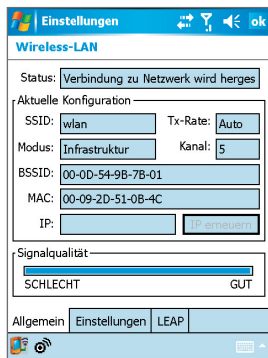 Einstellungen ok
Wireless-LAN
Status: Verbindung zu Netzwerk wird herges
Aktuelle Konfiguration
SSID: wlan Tx-Rate: Auto
Modus: Infrastruktur Kanal: 5
BSSID: 00-0D-54-9B-7B-01
MAC: 00-09-2D-51-0B-4C
IP: IP erneuern
Signalqualität
SCHLECHT GUT
Allgemein Einstellungen LEAP